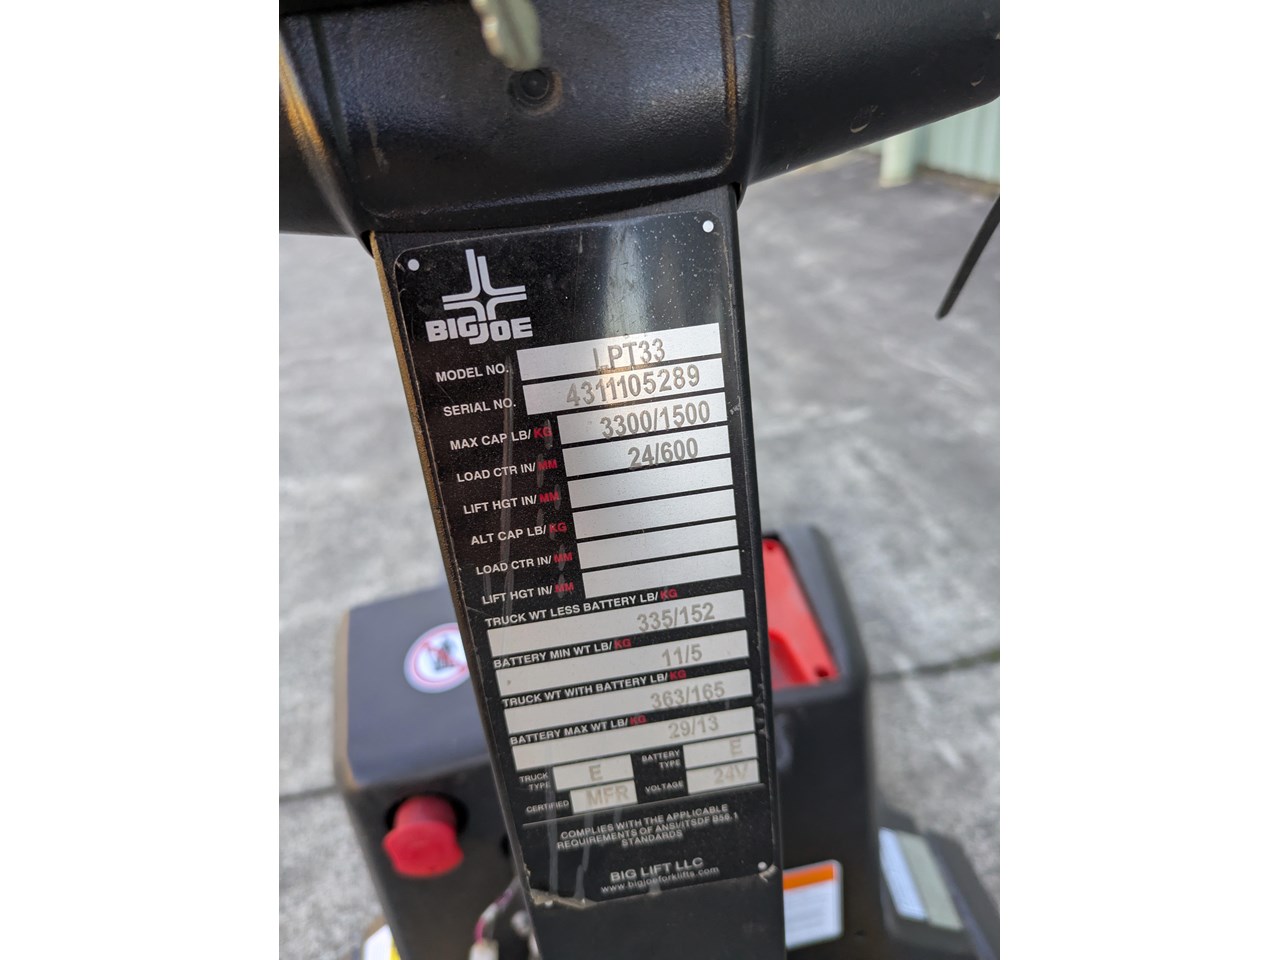 BIGJOE
MODEL NO. LPT33
SERIAL NO. 4311105289
MAX CAP LB/KG 3300/1500
LOAD CTR IN/MM 24/600
LIFT HGT IN/MM
ALT CAP LB/KG
LOAD CTR IN/MM
LIFT HGT IN/MM
TRUCK WT LESS BATTERY LB/KG
335/152
BATTERY MIN WT LB/KG
11/5
TRUCK WT WITH BATTERY LB/KG
363/165
BATTERY MAX WT LB/KG
29/13
TRUCK TYPE E BATTERY TYPE E
CERTIFIED MFR VOLTAGE 24V
COMPLIES WITH THE APPLICABLE
REQUIREMENTS OF ANSI/ITSDF B56.1
STANDARDS
BIG LIFT LLC
www.bigjoeforklifts.com